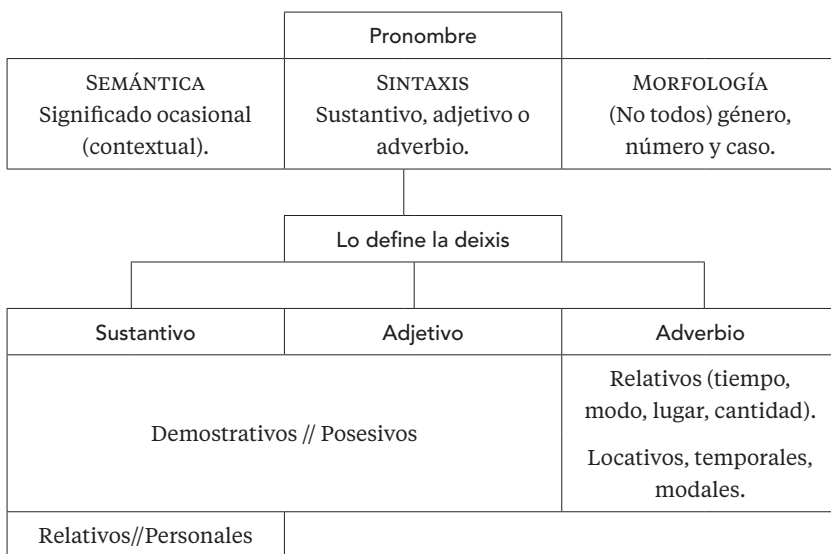 Pronombre
SEMÁNTICA
Significado ocasional
(contextual).
SINTAXIS
Sustantivo, adjetivo o
adverbio.
MORFOLOGÍA
(No todos) género,
número y caso.
Lo define la deixis
Sustantivo
Adjetivo
Adverbio
Demostrativos // Posesivos
Relativos (tiempo,
modo, lugar, cantidad).
Locativos, temporales,
modales.
Relativos//Personales